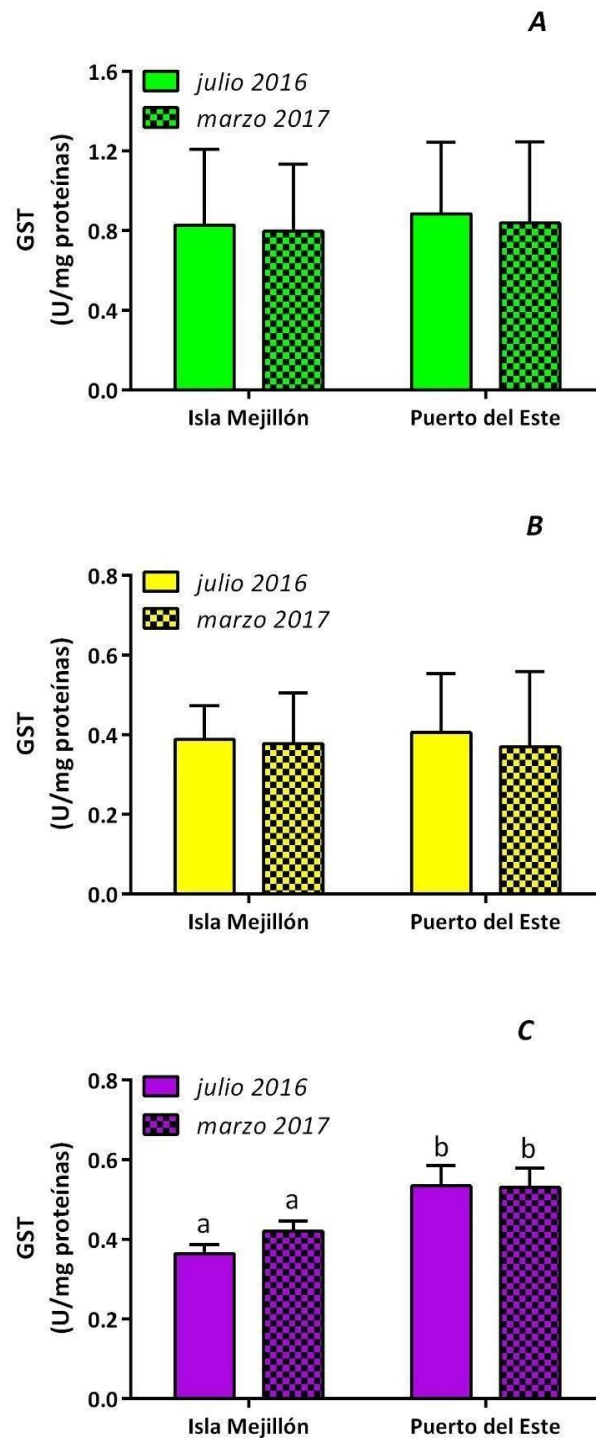 A
1.6
julio 2016
marzo 2017
1.2
GST
(U/mg proteínas)
0.8
0.4
0.0
Isla Mejillón Puerto del Este
B
0.8
julio 2016
marzo 2017
0.6
GST
(U/mg proteínas)
0.4
0.2
0.0
Isla Mejillón Puerto del Este
C
0.8
julio 2016
marzo 2017
0.6
b b
a a
GST
(U/mg proteínas)
0.4
0.2
0.0
Isla Mejillón Puerto del Este